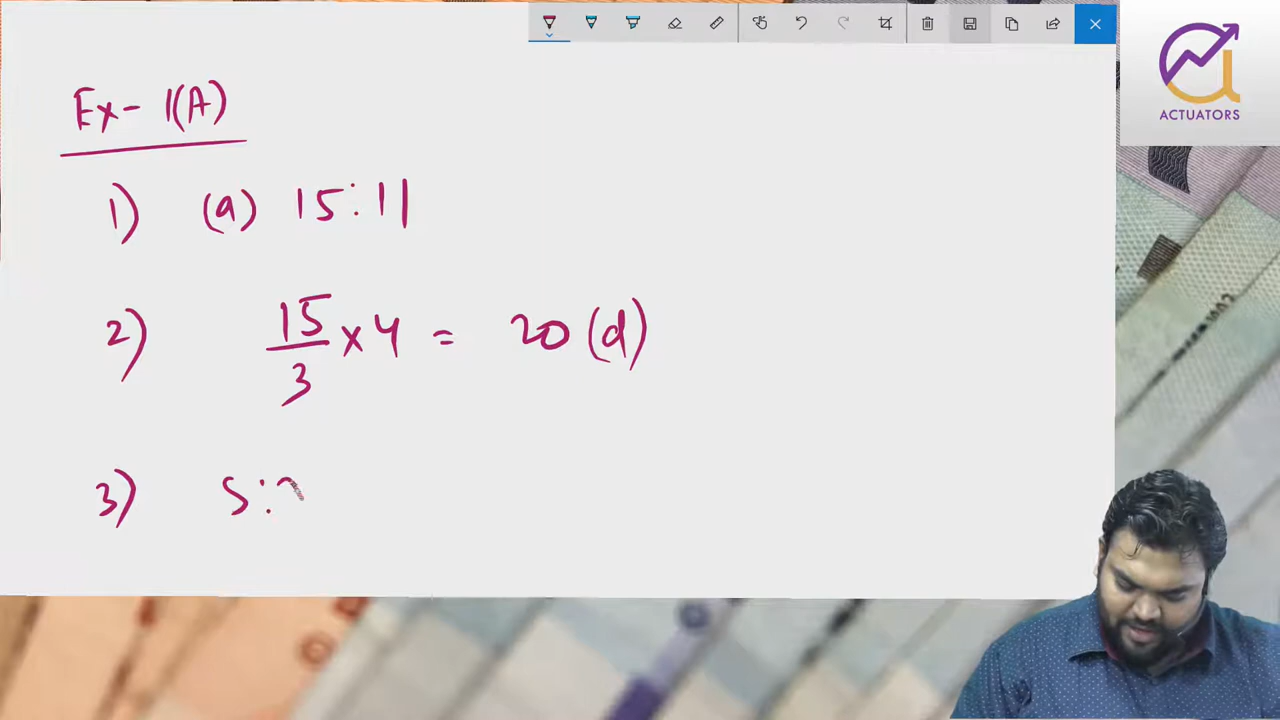 ACTUATORS
Ex - 1(A)
1) (a) 15:11
2) 15/3 x 4 = 20 (d)
3) 5: